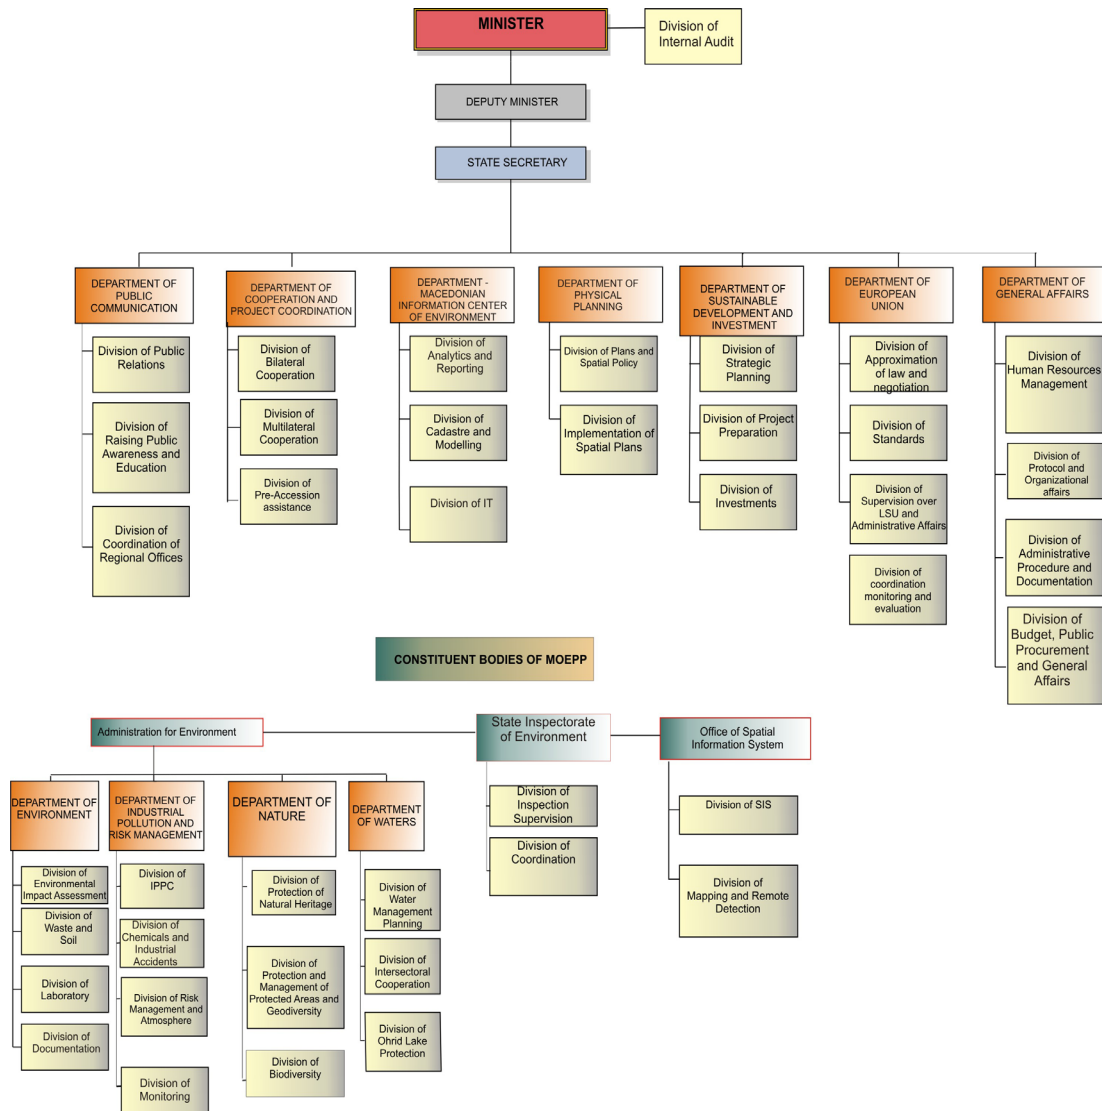 MINISTER
Division of
Internal Audit
DEPUTY MINISTER
STATE SECRETARY
DEPARTMENT OF
PUBLIC
COMMUNICATION
Division of Public
Relations
Division of
Raising Public
Awareness and
Education
Division of
Coordination of
Regional Offices
DEPARTMENT OF
COOPERATION AND
PROJECT COORDINATION
Division of
Bilateral
Cooperation
Division of
Multilateral
Cooperation
Division of
Pre-Accession
assistance
DEPARTMENT -
MACEDONIAN
INFORMATION CENTER
OF ENVIRONMENT
Division of
Analytics and
Reporting
Division of
Cadastre and
Modelling
Division of IT
DEPARTMENT OF
PHYSICAL
PLANNING
Division of Plans and
Spatial Policy
Division of
Implementation of
Spatial Plans
DEPARTMENT OF
SUSTAINABLE
DEVELOPMENT AND
INVESTMENT
Division of
Strategic
Planning
Division of Project
Preparation
Division of
Investments
DEPARTMENT OF
EUROPEAN
UNION
Division of
Approximation
of law and
negotiation
Division of
Standards
Division of
Supervision over
LSU and
Administrative Affairs
Division of
coordination
monitoring and
evaluation
DEPARTMENT OF
GENERAL AFFAIRS
Division of
Human Resources
Management
Division of
Protocol and
Organizational
affairs
Division of
Administrative
Procedure and
Documentation
Division of
Budget, Public
Procurement
and General
Affairs
CONSTITUENT BODIES OF MOEPP
Administration for Environment
State Inspectorate
of Environment
Office of Spatial
Information System
DEPARTMENT OF
ENVIRONMENT
Division of
Environmental
Impact Assessment
Division of
Waste and
Soil
Division of
Laboratory
Division of
Documentation
DEPARTMENT OF
INDUSTRIAL
POLLUTION AND
RISK MANAGEMENT
Division of
IPPC
Division of
Chemicals and
Industrial
Accidents
Division of Risk
Management and
Atmosphere
Division of
Monitoring
DEPARTMENT OF
NATURE
Division of
Protection of
Natural Heritage
Division of
Protection and
Management of
Protected Areas and
Geodiversity
Division of
Biodiversity
DEPARTMENT
OF WATERS
Division of
Water
Management
Planning
Division of
Intersectoral
Cooperation
Division of
Ohrid Lake
Protection
Division of
Inspection
Supervision
Division of
Coordination
Division of SIS
Division of
Mapping and Remote
Detection